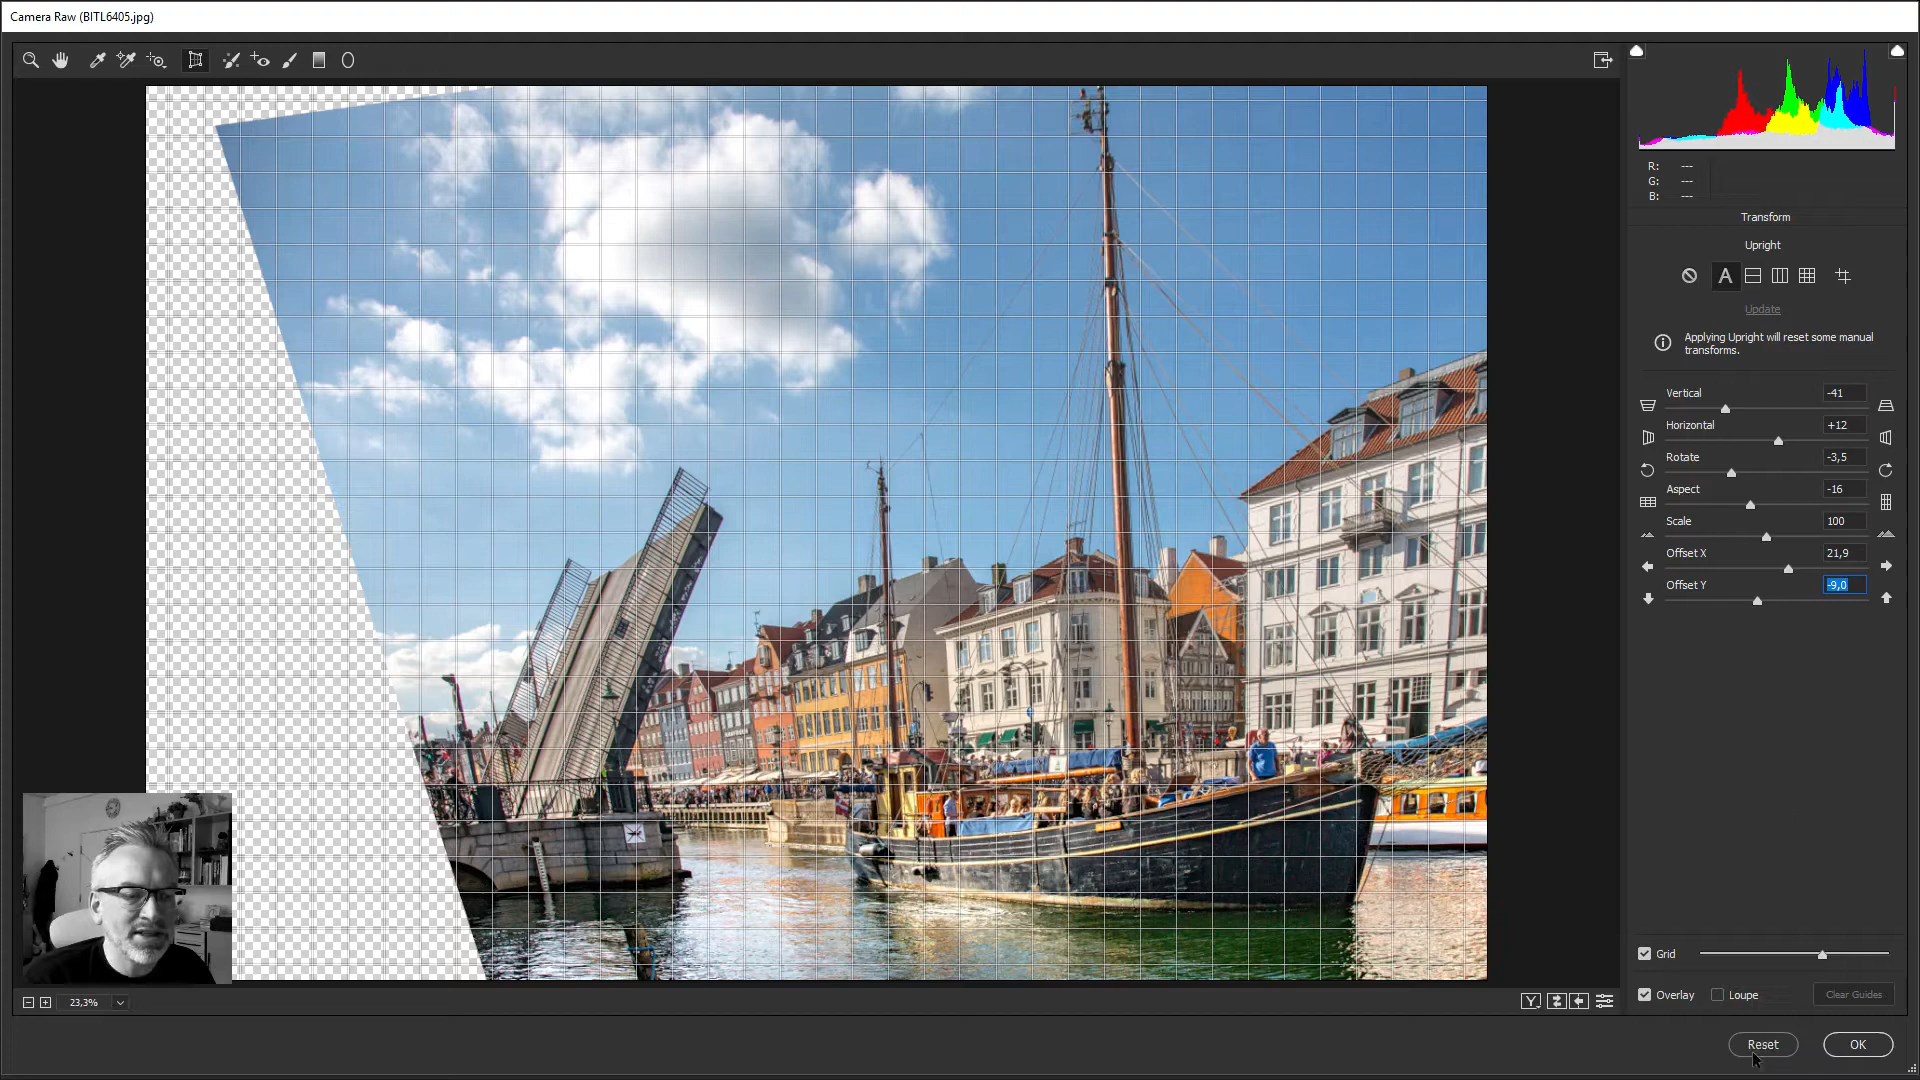 Camera Raw (BITL6405.jpg)
R: ---
G: ---
B: ---
Transform
Upright
A
Update
Applying Upright will reset some manual
transforms.
Vertical -41
Horizontal +12
Rotate -3,5
Aspect -16
Scale 100
Offset X 21,9
Offset Y -9,0
Grid
Overlay Loupe Clear Guides
23,3% Y
Reset OK